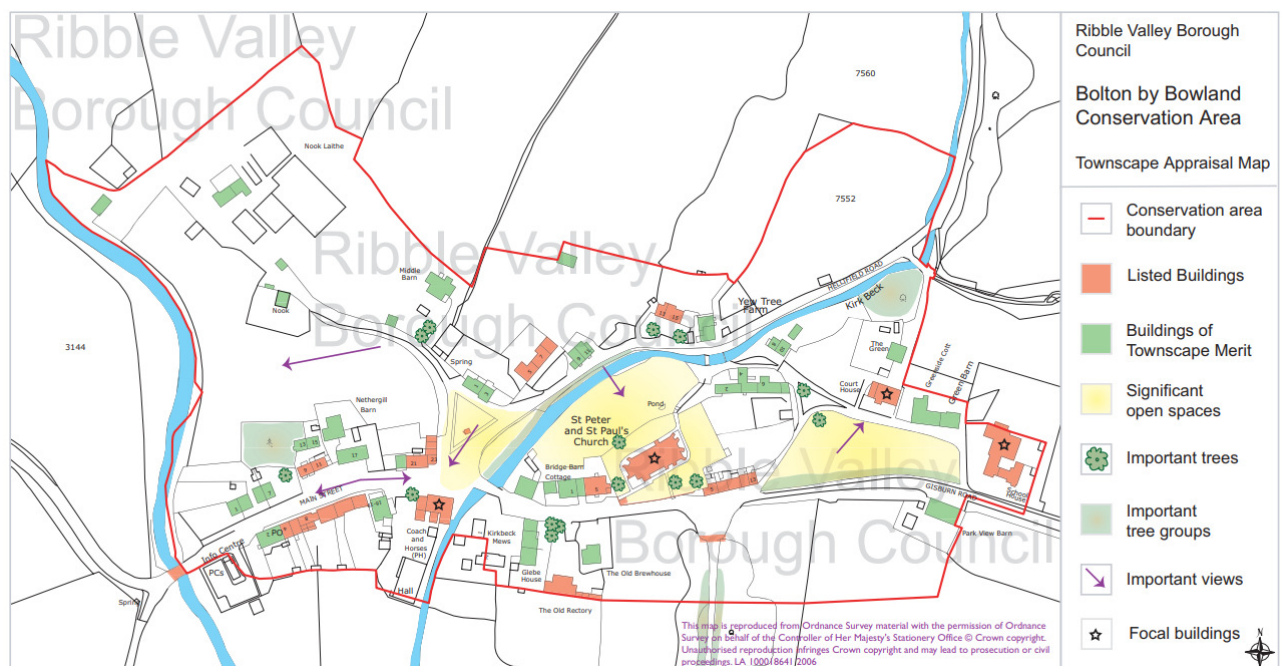 Ribble Valley
Borough Council
Ribble Valley
Borough Council
Ribble Valley
Borough Council
7560
7552
3144
Nook Laithe
Nook
Middle
Barn
Spring
Yew Tree
Farm
HELLIFIELD ROAD
Kirk Beck
The
Green
Greenside Cott
Green Barn
Court
House
Nethergill
Barn
Pond
St Peter
and St Paul's
Church
Bridge Barn
Cottage
MAIN STREET
PO
Info Centre
PCs
Spring
Coach
and
Horses
(PH)
Hall
Kirkbeck
Mews
Glebe
House
The Old Brewhouse
The Old Rectory
GISBURN ROAD
School
House
Park View Barn
17
21
23
This map is reproduced from Ordnance Survey material with the permission of Ordnance
Survey on behalf of the Controller of Her Majesty's Stationery Office © Crown copyright.
Unauthorised reproduction infringes Crown copyright and may lead to prosecution or civil
proceedings. LA 100018641 2006
Ribble Valley Borough
Council
Bolton by Bowland
Conservation Area
Townscape Appraisal Map
Conservation area
boundary
Listed Buildings
Buildings of
Townscape Merit
Significant
open spaces
Important trees
Important
tree groups
Important views
Focal buildings
N